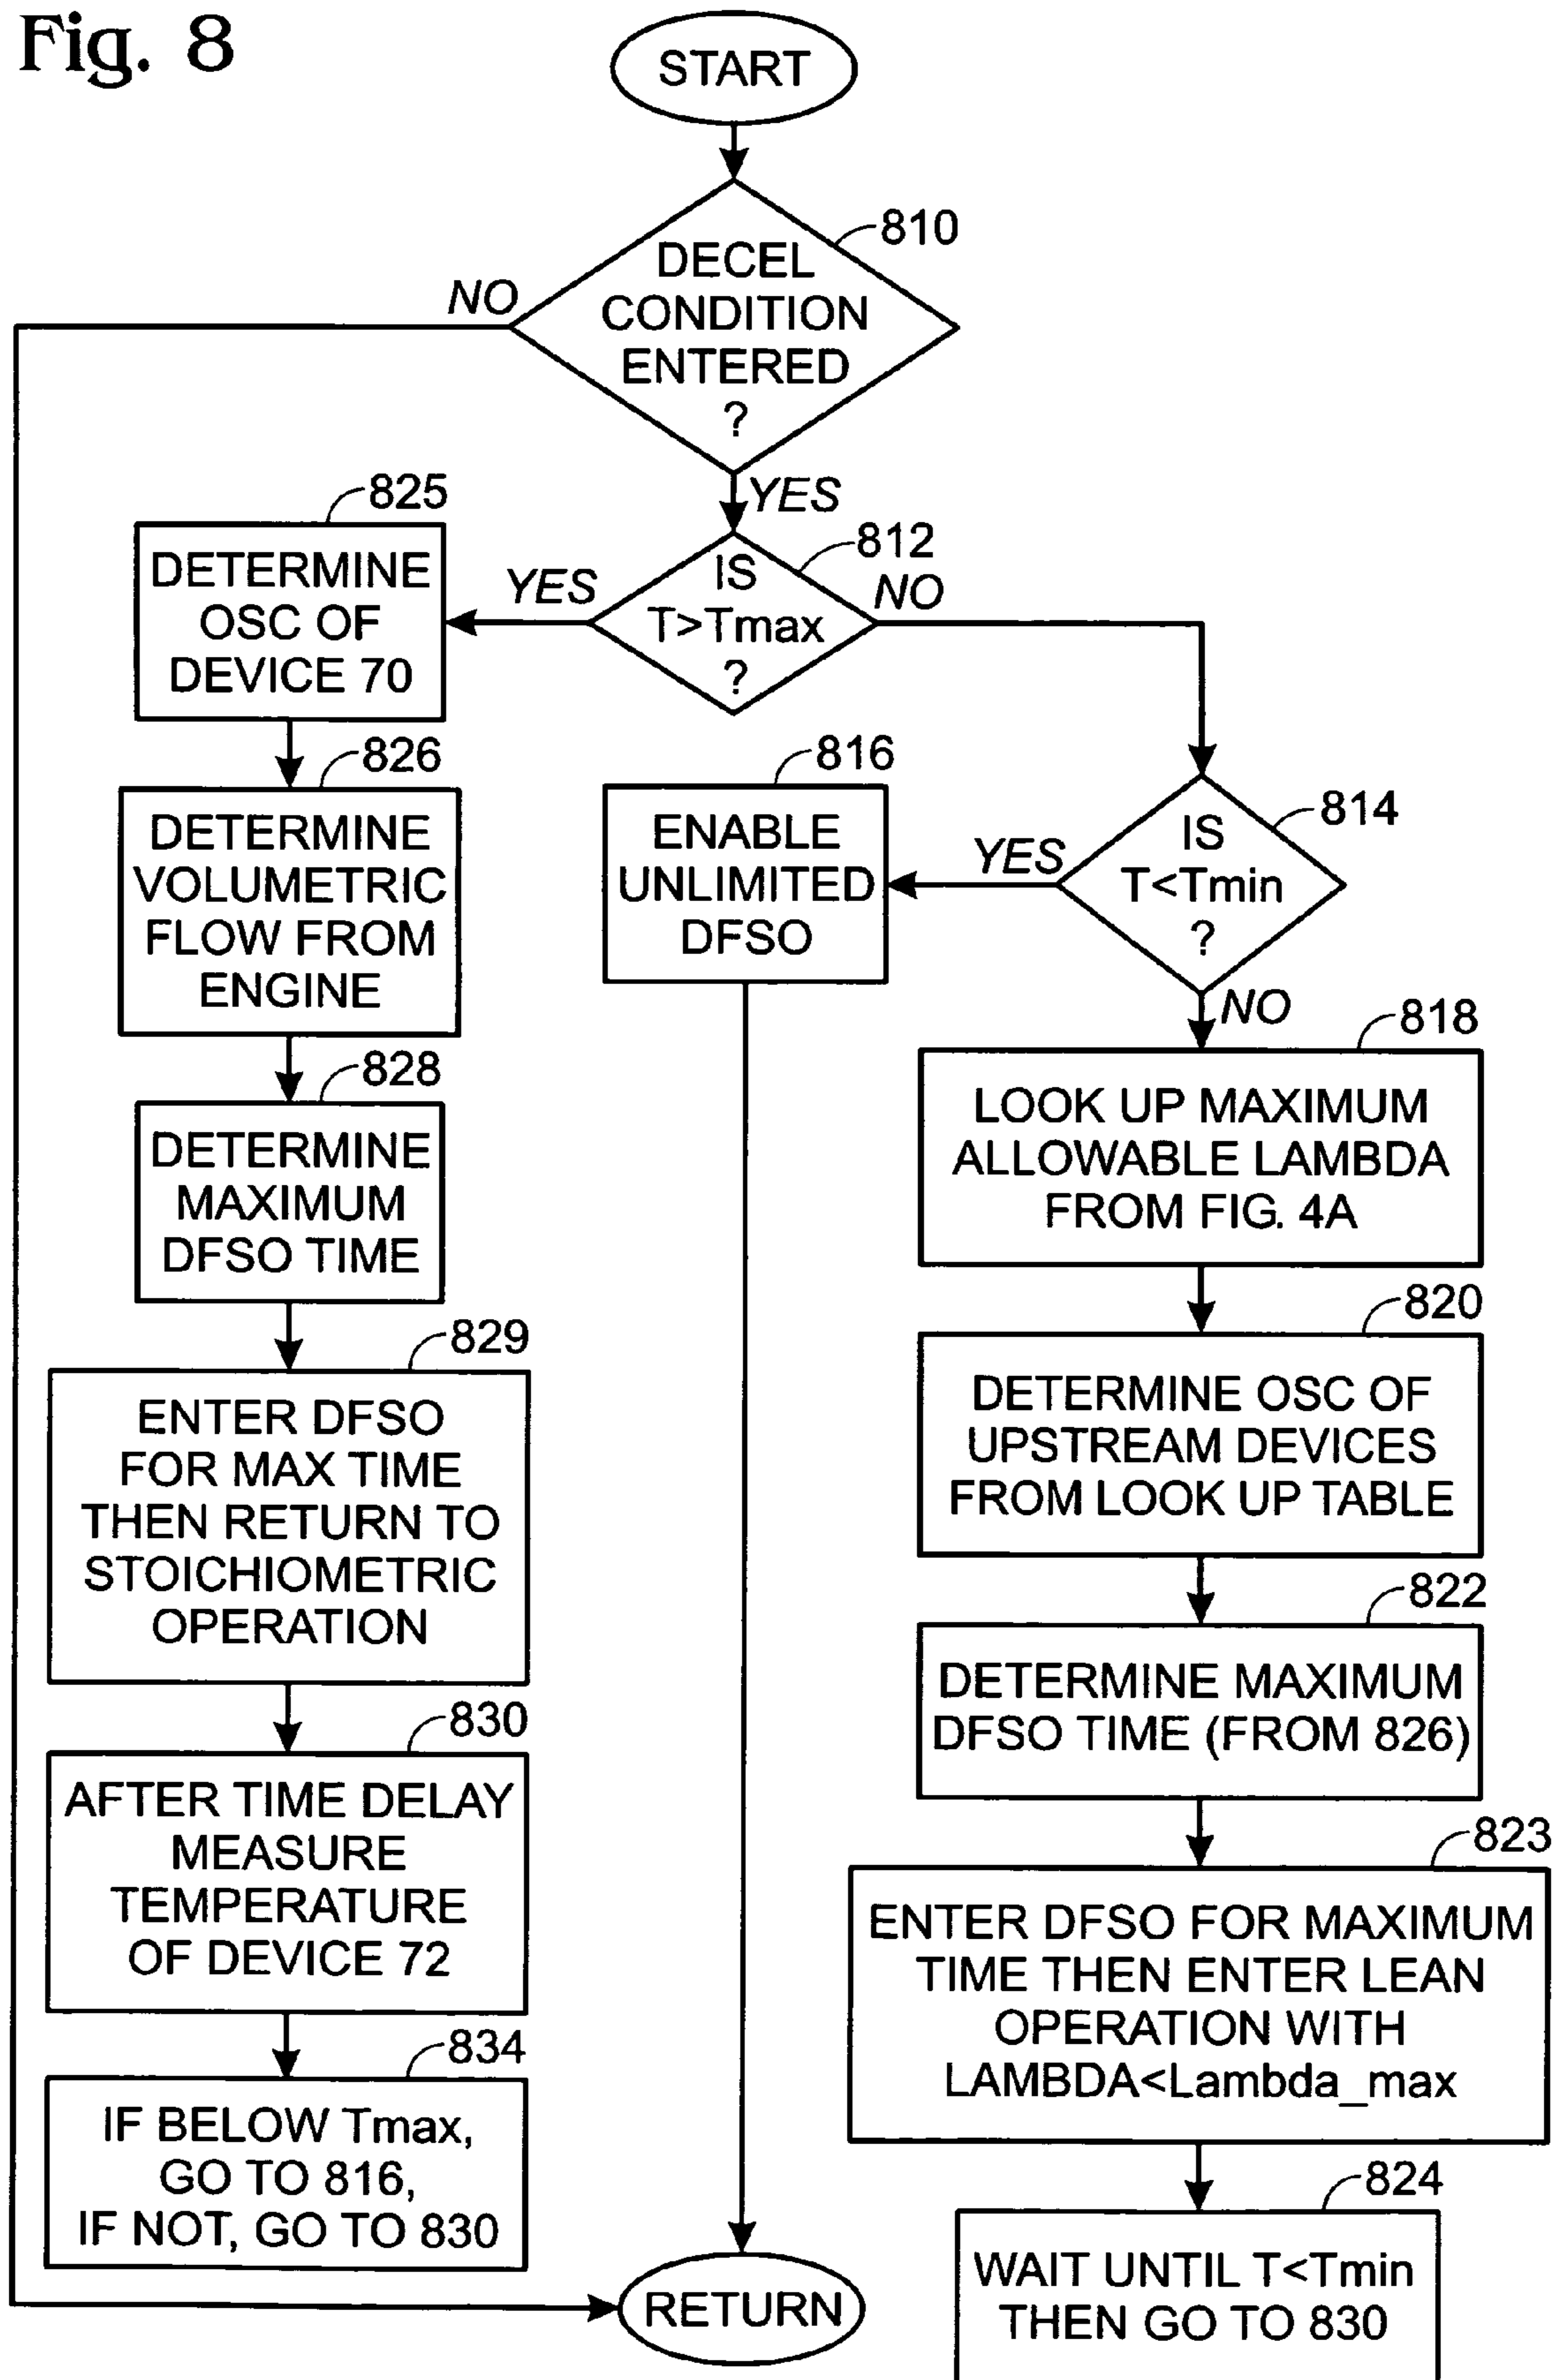 Fig. 8
START
810
DECEL
CONDITION
ENTERED
?
NO
YES
812
IS
T>Tmax
?
YES
NO
825
DETERMINE
OSC OF
DEVICE 70
826
DETERMINE
VOLUMETRIC
FLOW FROM
ENGINE
828
DETERMINE
MAXIMUM
DFSO TIME
829
ENTER DFSO
FOR MAX TIME
THEN RETURN TO
STOICHIOMETRIC
OPERATION
830
AFTER TIME DELAY
MEASURE
TEMPERATURE
OF DEVICE 72
834
IF BELOW Tmax,
GO TO 816,
IF NOT, GO TO 830
816
ENABLE
UNLIMITED
DFSO
814
IS
T<Tmin
?
YES
NO
818
LOOK UP MAXIMUM
ALLOWABLE LAMBDA
FROM FIG. 4A
820
DETERMINE OSC OF
UPSTREAM DEVICES
FROM LOOK UP TABLE
822
DETERMINE MAXIMUM
DFSO TIME (FROM 826)
823
ENTER DFSO FOR MAXIMUM
TIME THEN ENTER LEAN
OPERATION WITH
LAMBDA<Lambda_max
824
WAIT UNTIL T<Tmin
THEN GO TO 830
RETURN